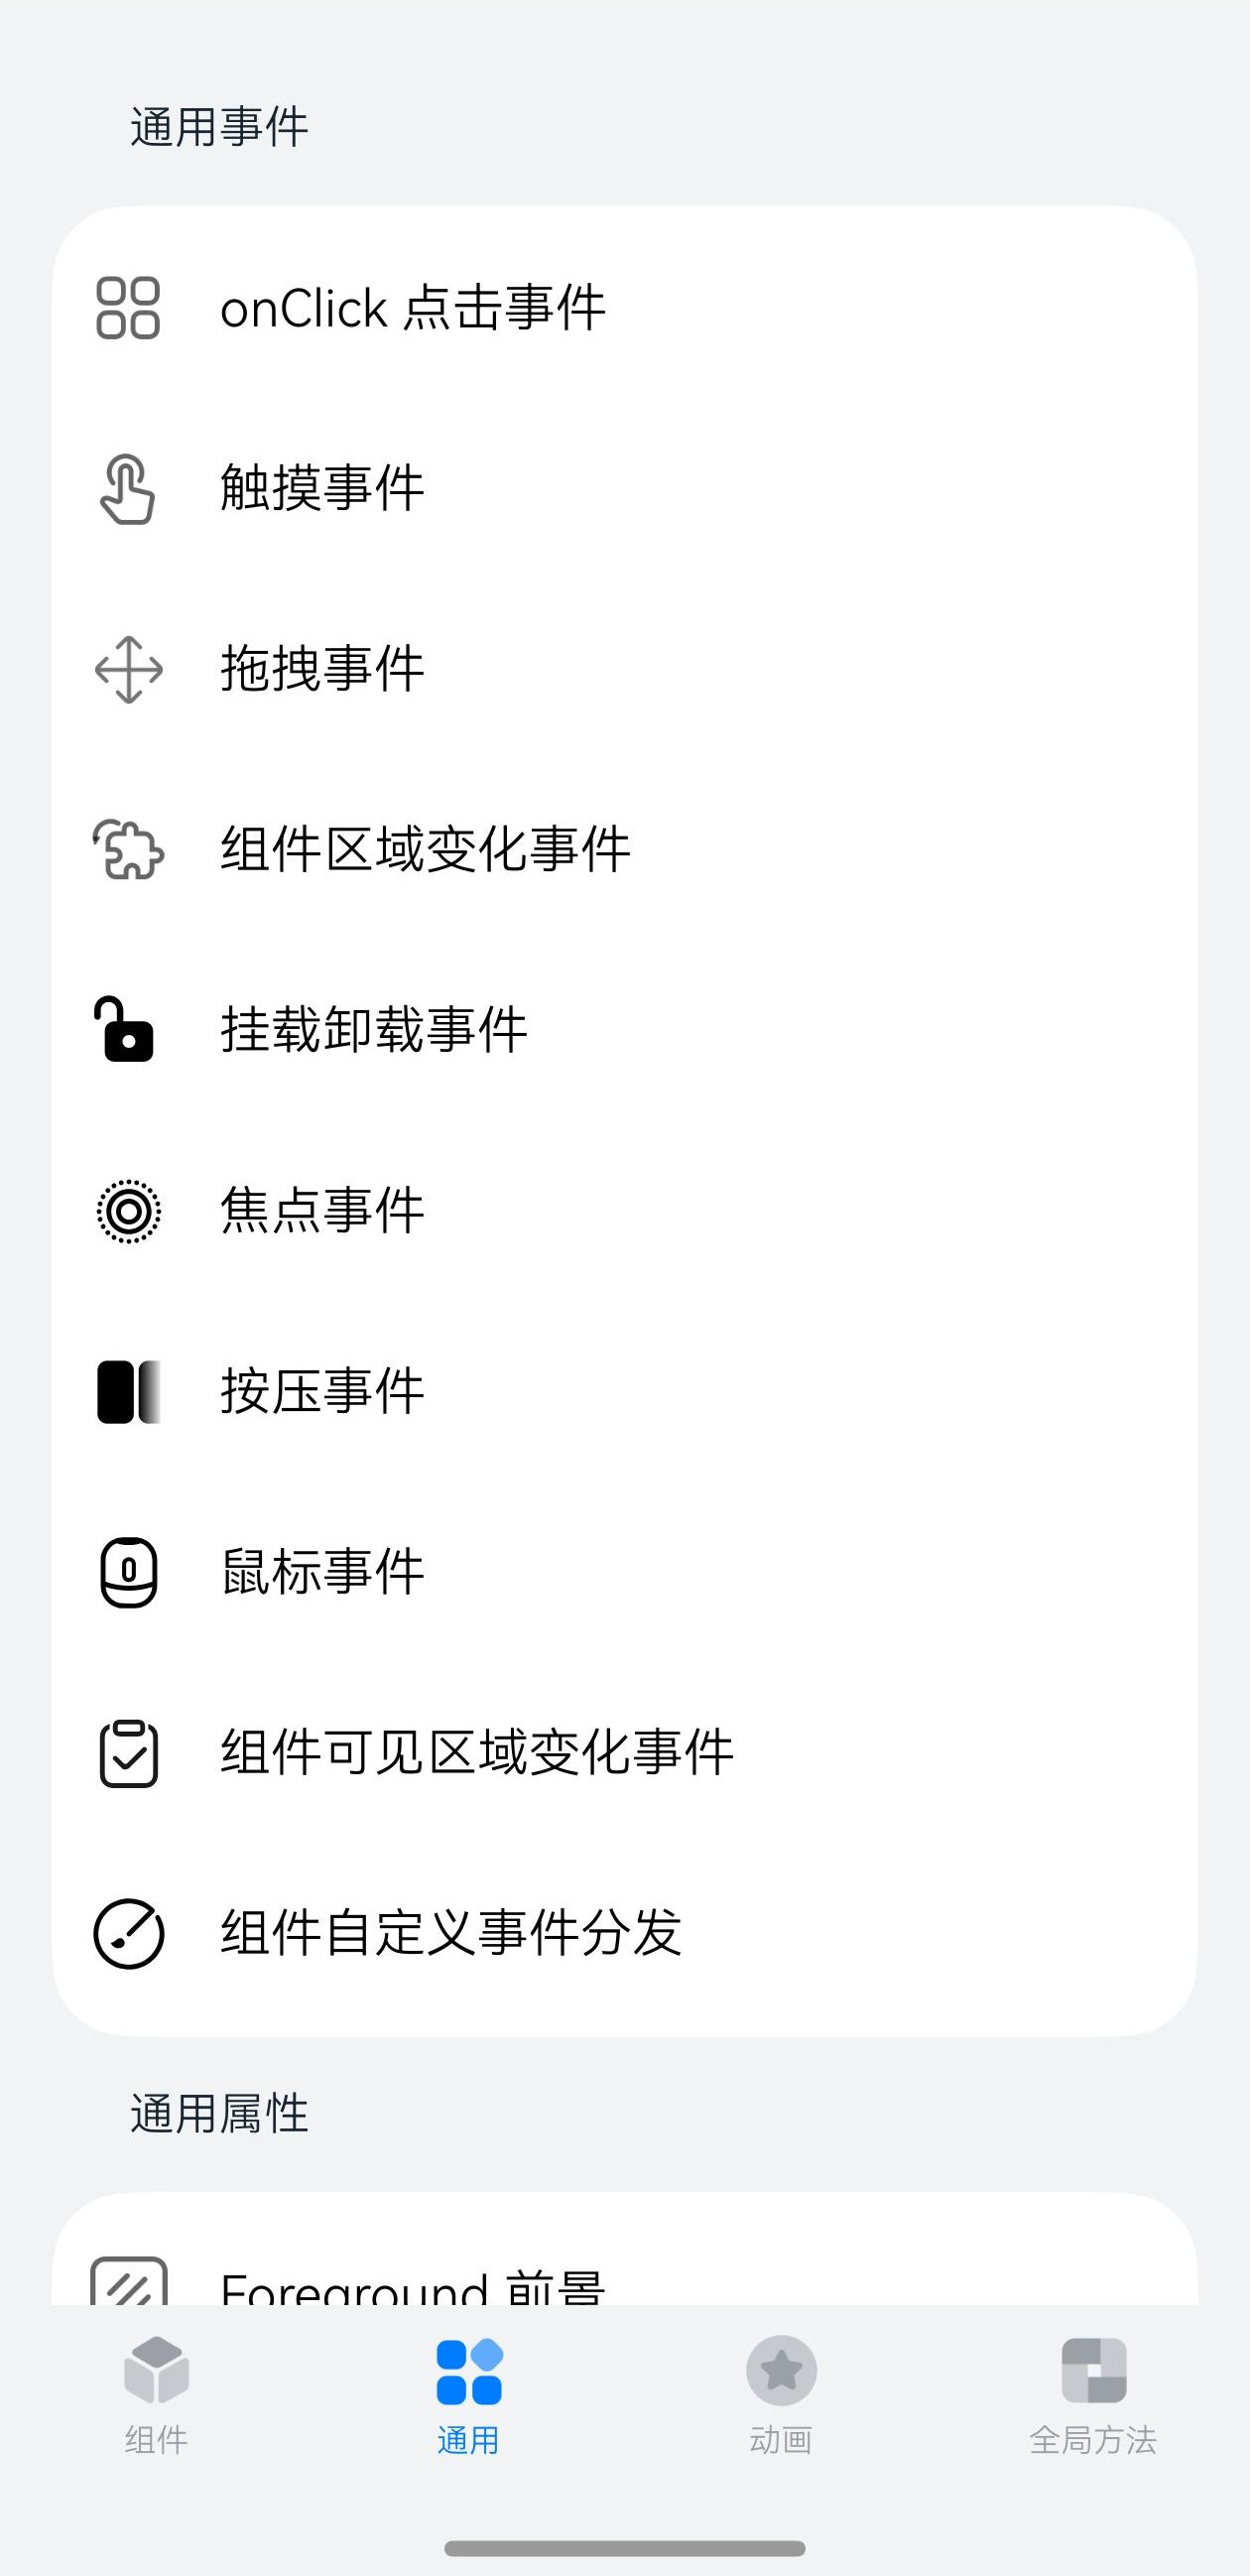 通用事件
onClick 点击事件
触摸事件
拖拽事件
组件区域变化事件
挂载卸载事件
焦点事件
按压事件
鼠标事件
组件可见区域变化事件
组件自定义事件分发
通用属性
Foreground 前景
组件
通用
动画
全局方法